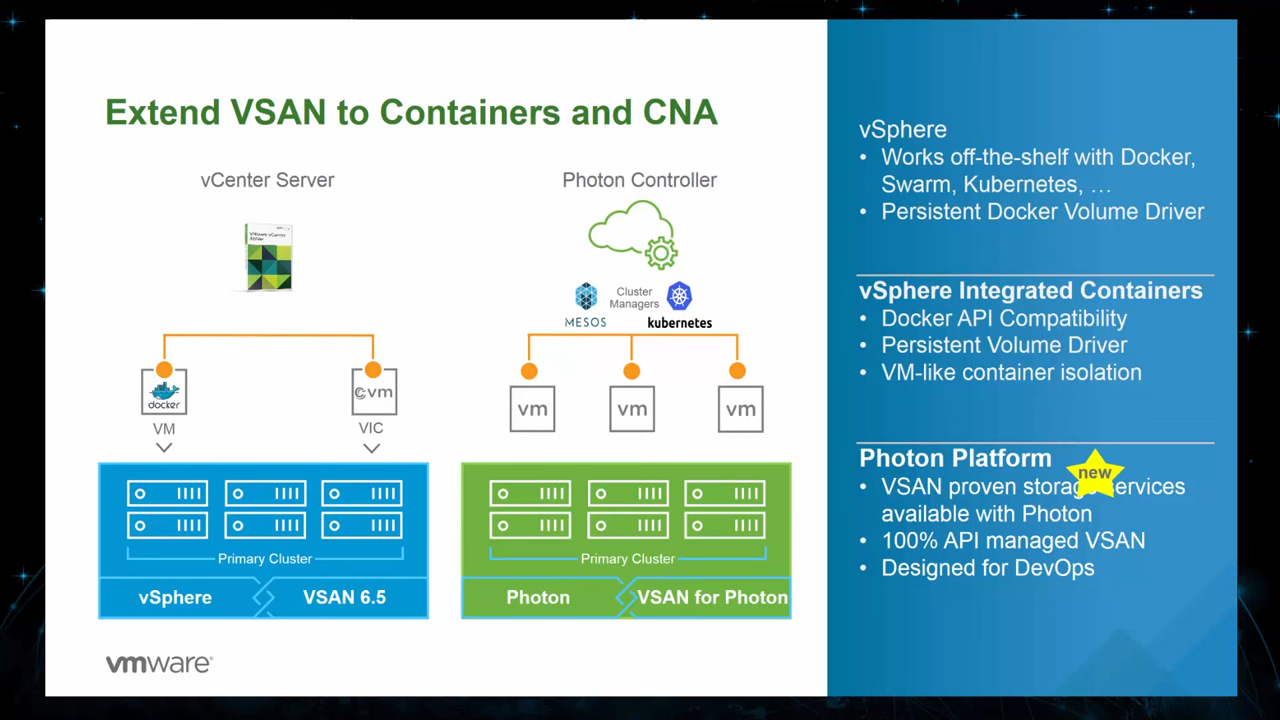 Extend VSAN to Containers and CNA
vCenter Server
Photon Controller
Cluster
Managers
MESOS
kubernetes
docker
cvm
VM
VIC
vm
vm
vm
Primary Cluster
vSphere
VSAN 6.5
Primary Cluster
Photon
VSAN for Photon
vmware
vSphere
• Works off-the-shelf with Docker,
Swarm, Kubernetes, …
• Persistent Docker Volume Driver
vSphere Integrated Containers
• Docker API Compatibility
• Persistent Volume Driver
• VM-like container isolation
Photon Platform
new
• VSAN proven storage services
available with Photon
• 100% API managed VSAN
• Designed for DevOps